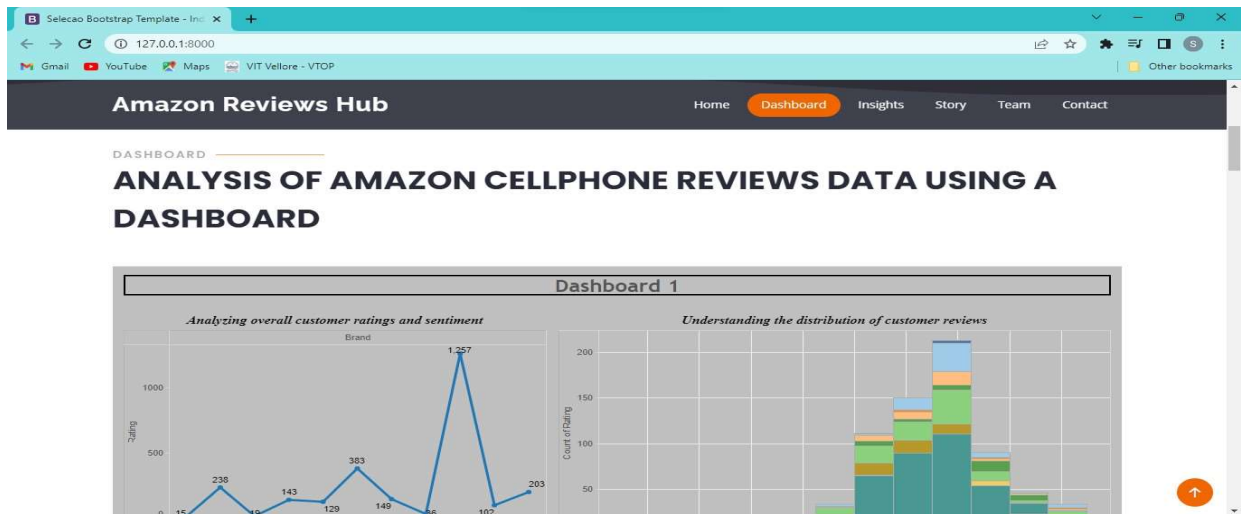 Selecao Bootstrap Template - Ind
127.0.0.1:8000
S
Gmail YouTube Maps VIT Vellore - VTOP Other bookmarks
Amazon Reviews Hub Home Dashboard Insights Story Team Contact
DASHBOARD
ANALYSIS OF AMAZON CELLPHONE REVIEWS DATA USING A
DASHBOARD
Dashboard 1
Analyzing overall customer ratings and sentiment
Brand
1,257
1000
Rating
500
383
238
203
143
129
149
102
15
19
0
Understanding the distribution of customer reviews
200
150
Count of Rating
100
50